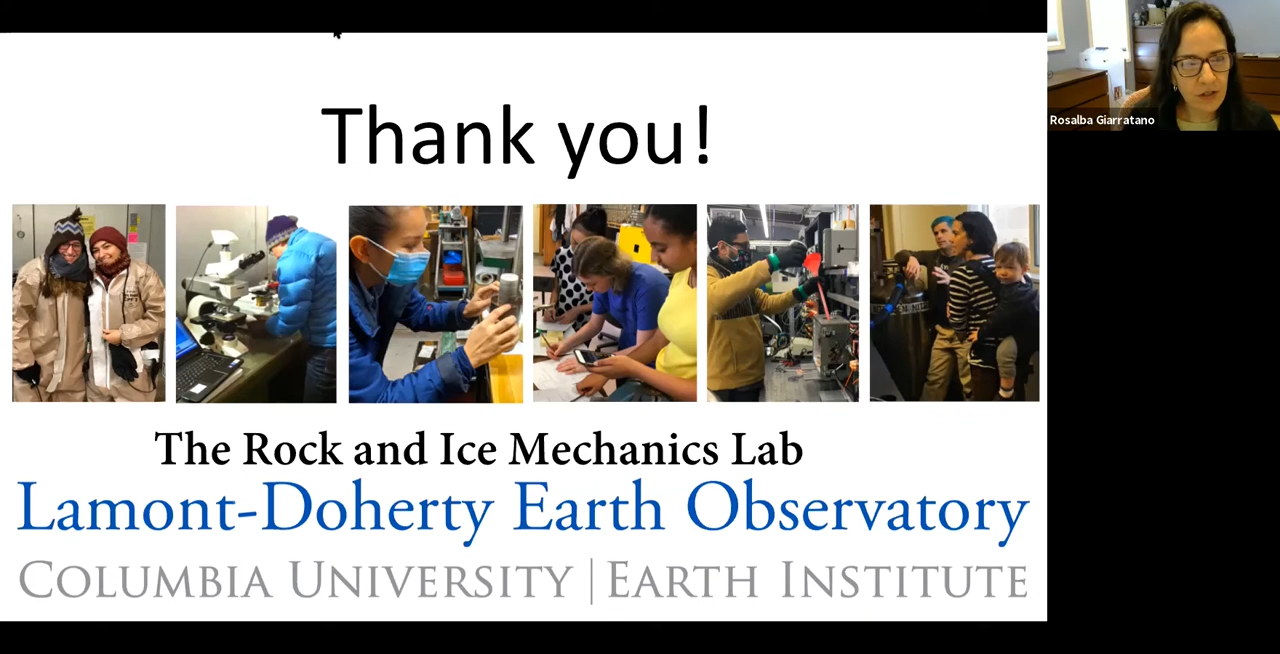 Thank you!
Rosalba Giarratano
The Rock and Ice Mechanics Lab
Lamont-Doherty Earth Observatory
COLUMBIA UNIVERSITY | EARTH INSTITUTE